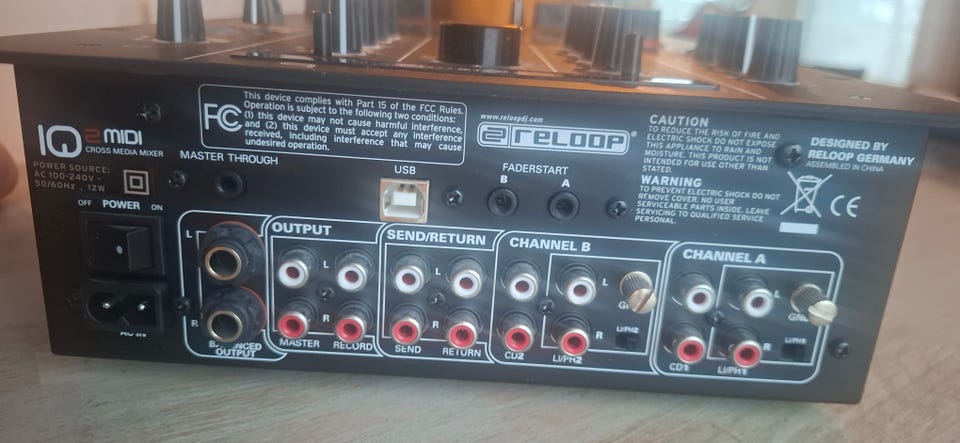 IQ2 MIDI
CROSS MEDIA MIXER
POWER SOURCE:
AC 100-240V ~
50/60Hz , 12W
OFF POWER ON
AC IN
FC
This device complies with Part 15 of the FCC Rules.
Operation is subject to the following two conditions:
(1) this device may not cause harmful interference,
and (2) this device must accept any interference
received, including interference that may cause
undesired operation.
MASTER THROUGH
USB
www.reloopdj.com
RELOOP®
FADERSTART
B A
CAUTION
TO REDUCE THE RISK OF FIRE AND
ELECTRIC SHOCK DO NOT EXPOSE
THIS APPLIANCE TO RAIN AND
MOISTURE. THIS PRODUCT IS NOT
INTENDED FOR USE OTHER THAN
STATED.
WARNING
TO PREVENT ELECTRIC SHOCK DO NOT
REMOVE COVER. NO USER
SERVICEABLE PARTS INSIDE. LEAVE
SERVICING TO QUALIFIED SERVICE
PERSONAL.
DESIGNED BY
RELOOP GERMANY
ASSEMBLED IN CHINA
CE
L
R
BALANCED
OUTPUT
OUTPUT
L
R
MASTER RECORD
SEND/RETURN
L
R
SEND RETURN
CHANNEL B
L
R
LI/PH2
CD2 LI/PH2
CHANNEL A
L
GND
R
LI/PH1
CD1 LI/PH1